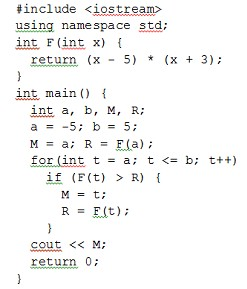 #include <iostream>
using namespace std;
int F(int x) {
return (x - 5) * (x + 3);
}
int main() {
int a, b, M, R;
a = -5; b = 5;
M = a; R = F(a);
for(int t = a; t <= b; t++)
if (F(t) > R) {
M = t;
R = F(t);
}
cout << M;
return 0;
}